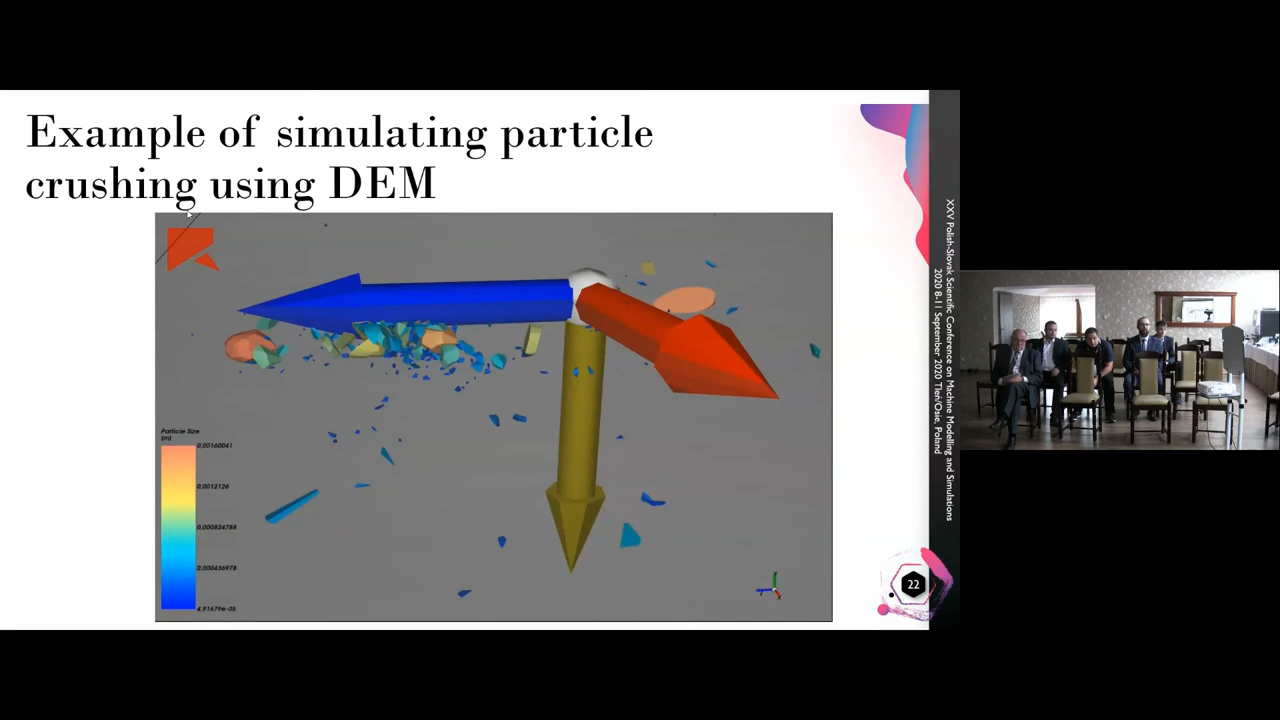 Example of simulating particle
crushing using DEM
Particle Size
(m)
0,00160041
0,0012126
0,000824788
0,000436978
4,91679e-05
XXV Polish-Slovak Scientific Conference on Machine Modelling and Simulations
2020 8-11 September 2020 Tleń/Osie, Poland
22